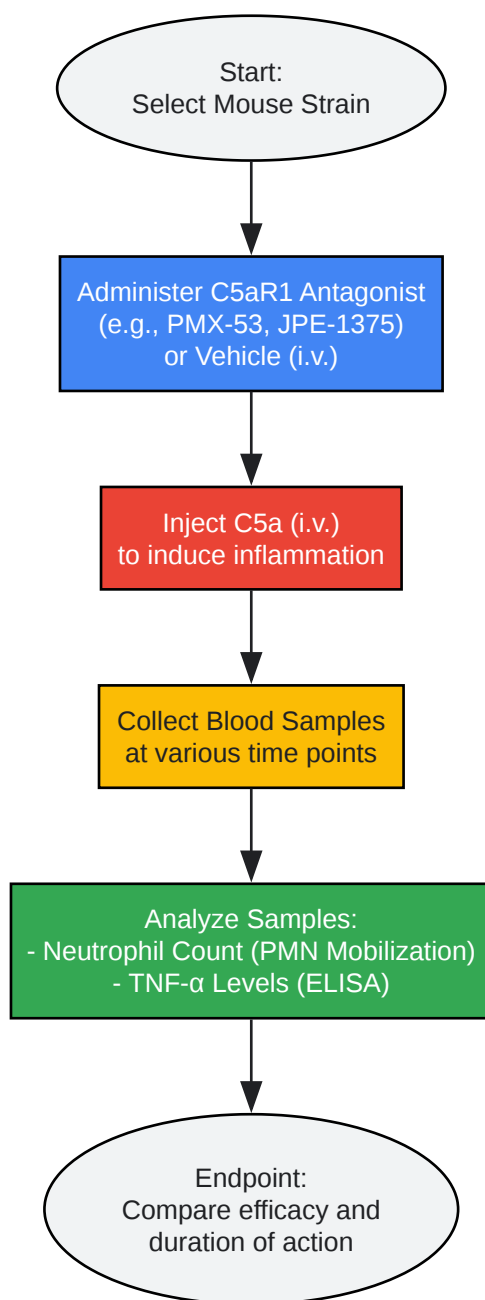 Start:
Select Mouse Strain
Administer C5aR1 Antagonist
(e.g., PMX-53, JPE-1375)
or Vehicle (i.v.)
Inject C5a (i.v.)
to induce inflammation
Collect Blood Samples
at various time points
Analyze Samples:
- Neutrophil Count (PMN Mobilization)
- TNF-α Levels (ELISA)
Endpoint:
Compare efficacy and
duration of action